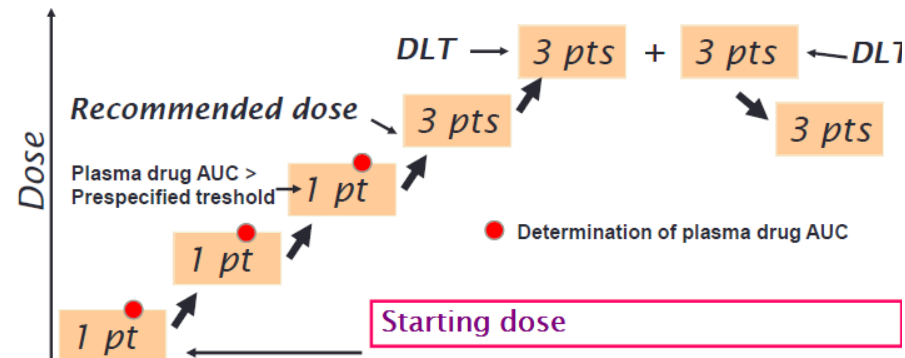 DLT
3 pts + 3 pts
DLT
Recommended dose
3 pts
3 pts
Dose
Plasma drug AUC >
Prespecified treshold
1 pt
Determination of plasma drug AUC
1 pt
Starting dose
1 pt